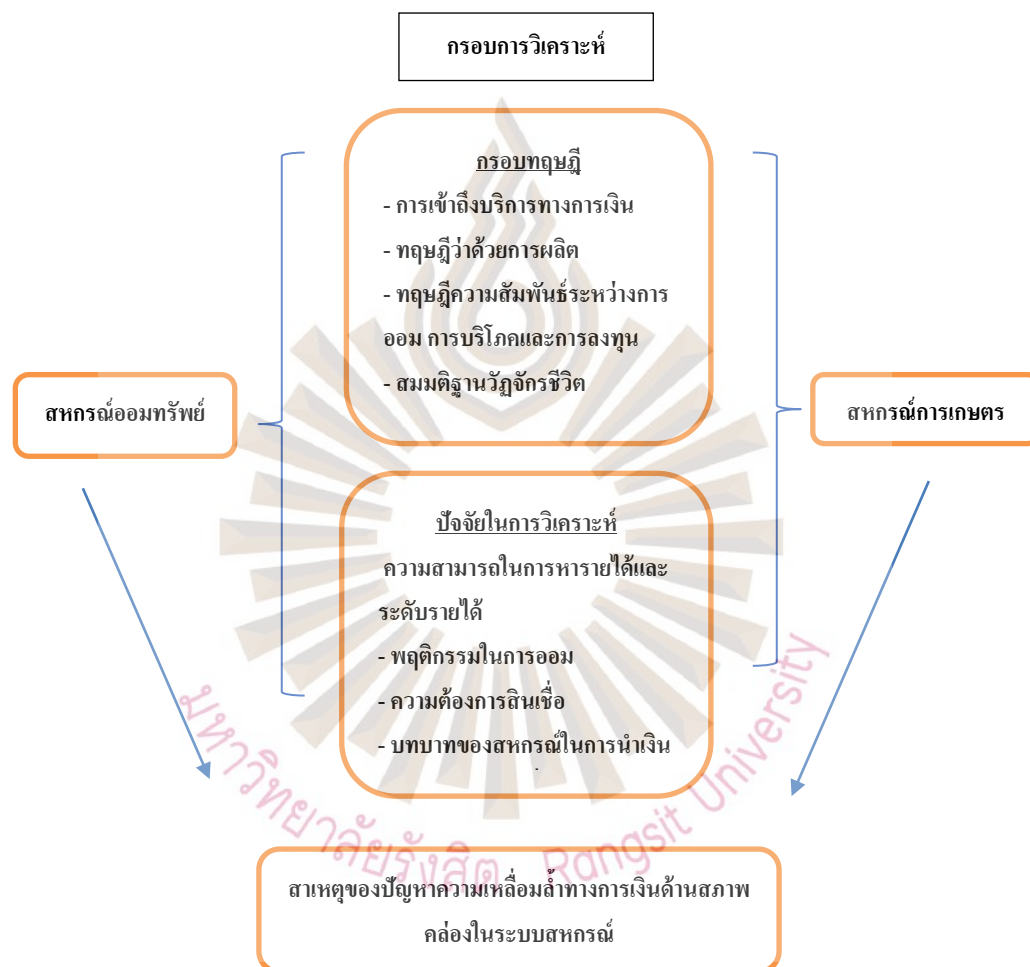 กรอบการวิเคราะห์
กรอบทฤษฎี
- การเข้าถึงบริการทางการเงิน
- ทฤษฎีว่าด้วยการผลิต
- ทฤษฎีความสัมพันธ์ระหว่างการ
ออม การบริโภคและการลงทุน
- สมมติฐานวัฏจักรชีวิต
สหกรณ์ออมทรัพย์
สหกรณ์การเกษตร
ปัจจัยในการวิเคราะห์
ความสามารถในการหารายได้และ
ระดับรายได้
- พฤติกรรมในการออม
- ความต้องการสินเชื่อ
- บทบาทของสหกรณ์ในการนำเงิน
มหาวิทยาลัยรังสิต Rangsit University
สาเหตุของปัญหาความเหลื่อมล้ำทางการเงินด้านสภาพ
คล่องในระบบสหกรณ์